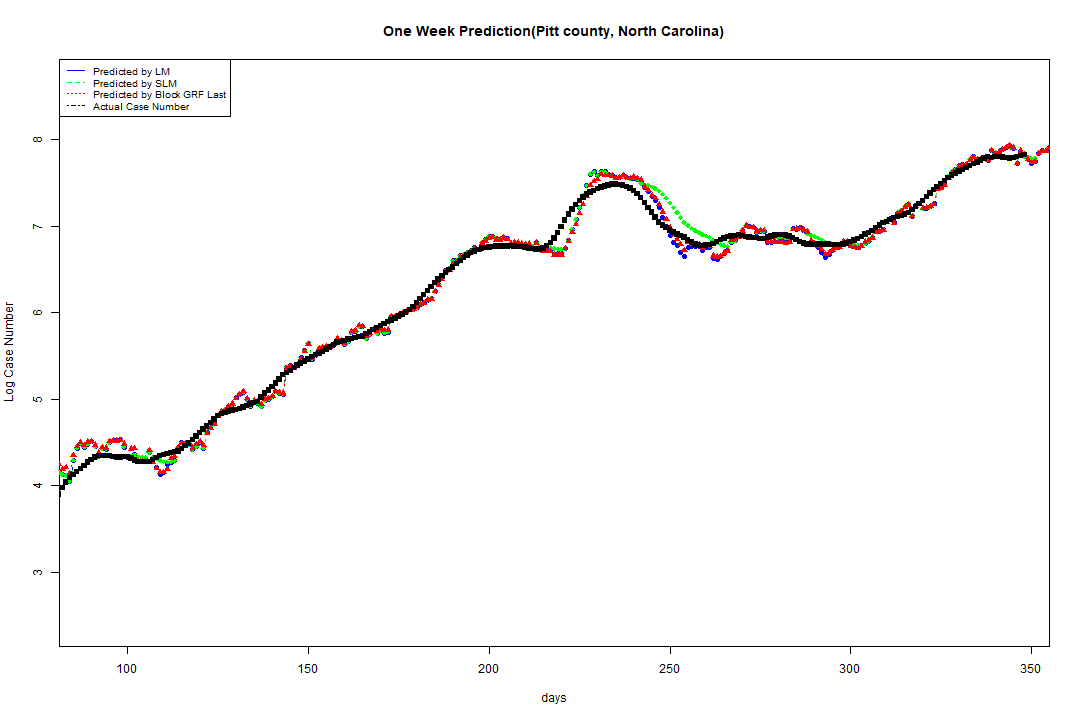 One Week Prediction(Pitt county, North Carolina)
Predicted by LM
Predicted by SLM
Predicted by Block GRF Last
Actual Case Number
8
7
6
5
4
3
Log Case Number
100 150 200 250 300 350
days